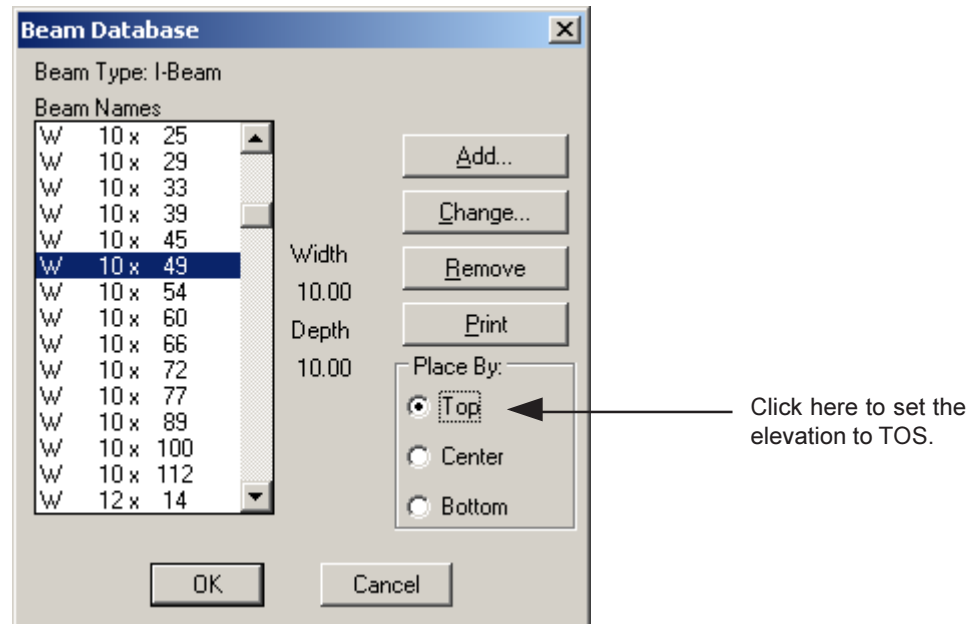 Beam Database
Beam Type: I-Beam
Beam Names
W 10 x 25
W 10 x 29
W 10 x 33
W 10 x 39
W 10 x 45
W 10 x 49
W 10 x 54
W 10 x 60
W 10 x 66
W 10 x 72
W 10 x 77
W 10 x 89
W 10 x 100
W 10 x 112
W 12 x 14
Width
10.00
Depth
10.00
Add...
Change...
Remove
Print
Place By:
Top
Center
Bottom
OK
Cancel
Click here to set the
elevation to TOS.